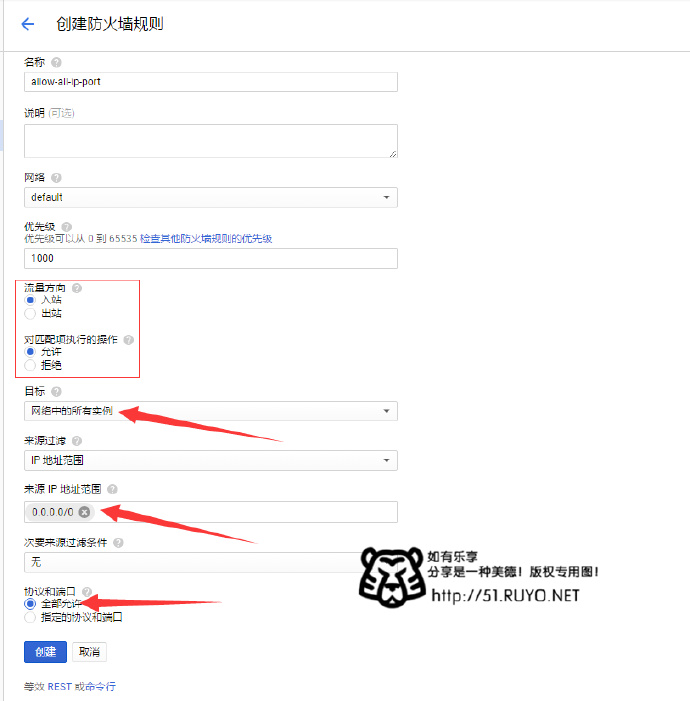 创建防火墙规则
名称
allow-all-ip-port
说明 (可选)
网络
default
优先级
优先级可以从 0 到 65535 检查其他防火墙规则的优先级
1000
流量方向
入站
出站
对匹配项执行的操作
允许
拒绝
目标
网络中的所有实例
来源过滤
IP 地址范围
来源 IP 地址范围
0.0.0.0/0
次要来源过滤条件
无
如有乐享
分享是一种美德！版权专用图！
http://51.RUYO.NET
协议和端口
全部允许
指定的协议和端口
创建 取消
等效 REST 或命令行